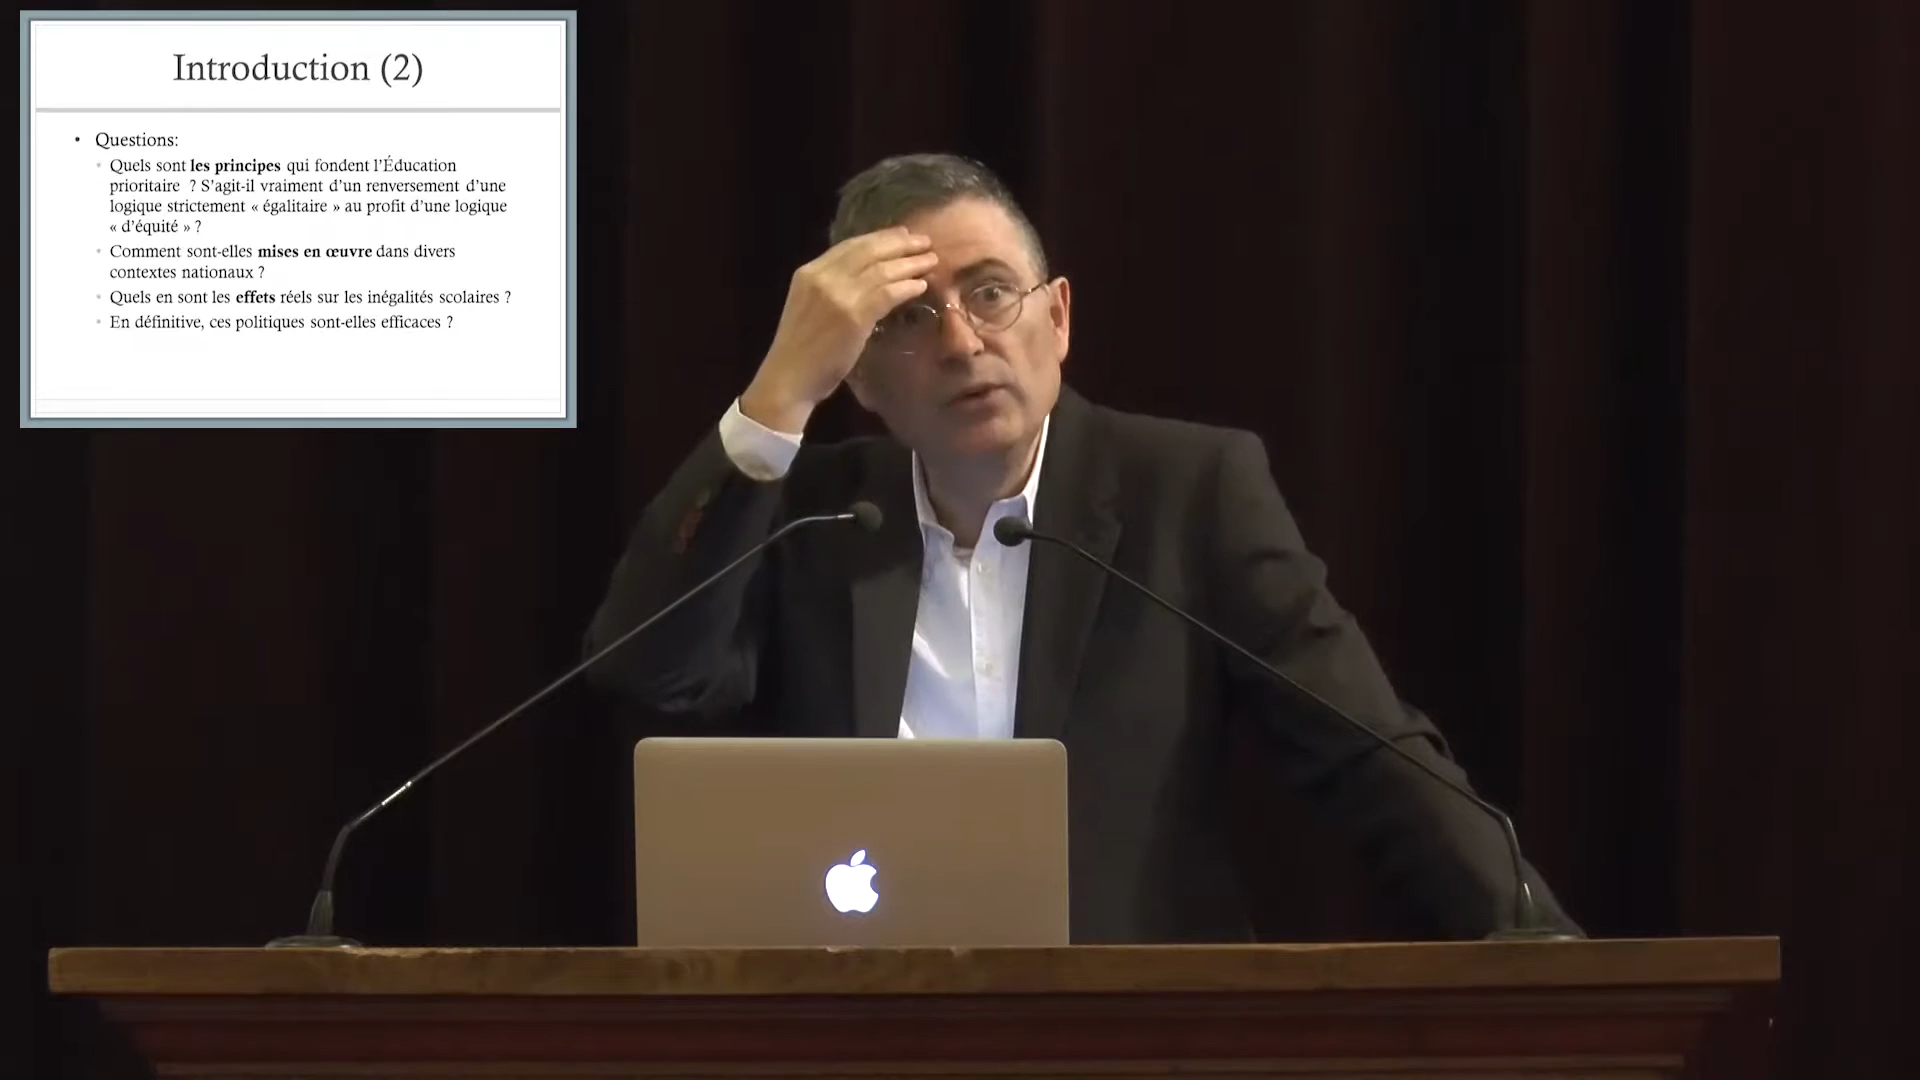 Introduction (2)
• Questions:
• Quels sont les principes qui fondent l’Éducation
prioritaire ? S’agit-il vraiment d’un renversement d’une
logique strictement « égalitaire » au profit d’une logique
« d’équité » ?
• Comment sont-elles mises en œuvre dans divers
contextes nationaux ?
• Quels en sont les effets réels sur les inégalités scolaires ?
• En définitive, ces politiques sont-elles efficaces ?